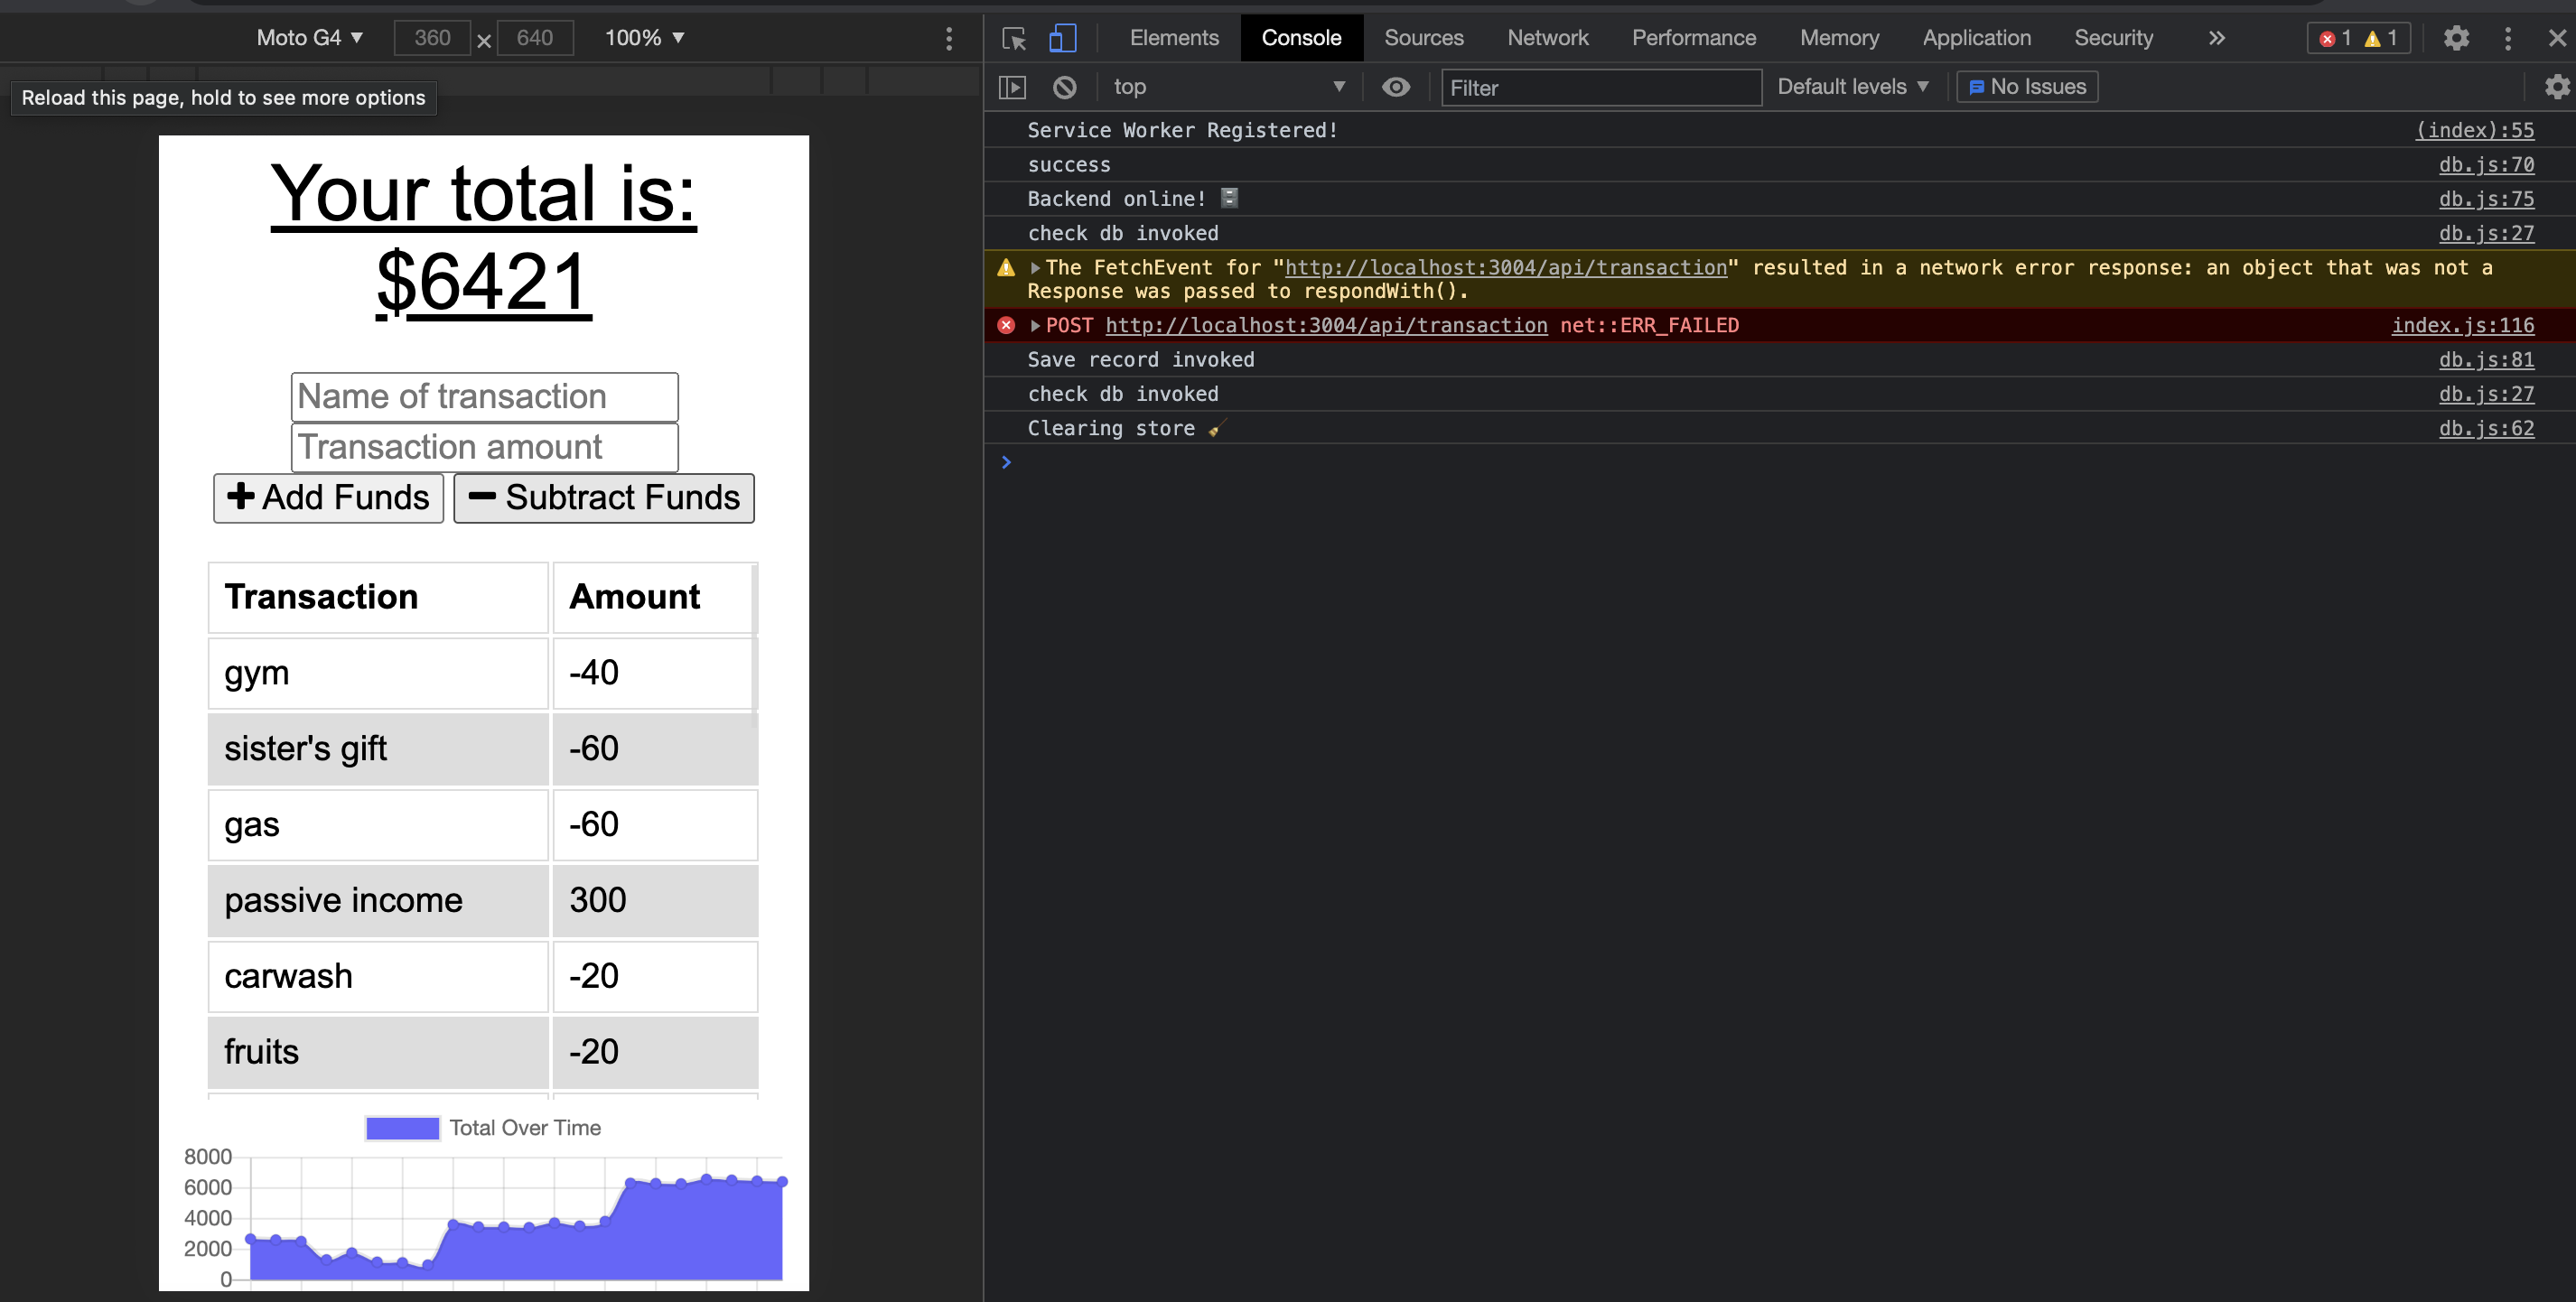 Moto G4 ▼ 360 × 640 100% ▼
Elements Console Sources Network Performance Memory Application Security » 1 1
top ▼ Filter Default levels ▼ No Issues
Reload this page, hold to see more options
Your total is:
$6421
Name of transaction
Transaction amount
Add Funds Subtract Funds
Transaction Amount
gym -40
sister's gift -60
gas -60
passive income 300
carwash -20
fruits -20
Total Over Time
8000
6000
4000
2000
0
Service Worker Registered! (index):55
success db.js:70
Backend online! 🗄️ db.js:75
check db invoked db.js:27
The FetchEvent for "http://localhost:3004/api/transaction" resulted in a network error response: an object that was not a
Response was passed to respondWith().
POST http://localhost:3004/api/transaction net::ERR_FAILED index.js:116
Save record invoked db.js:81
check db invoked db.js:27
Clearing store 🧹 db.js:62